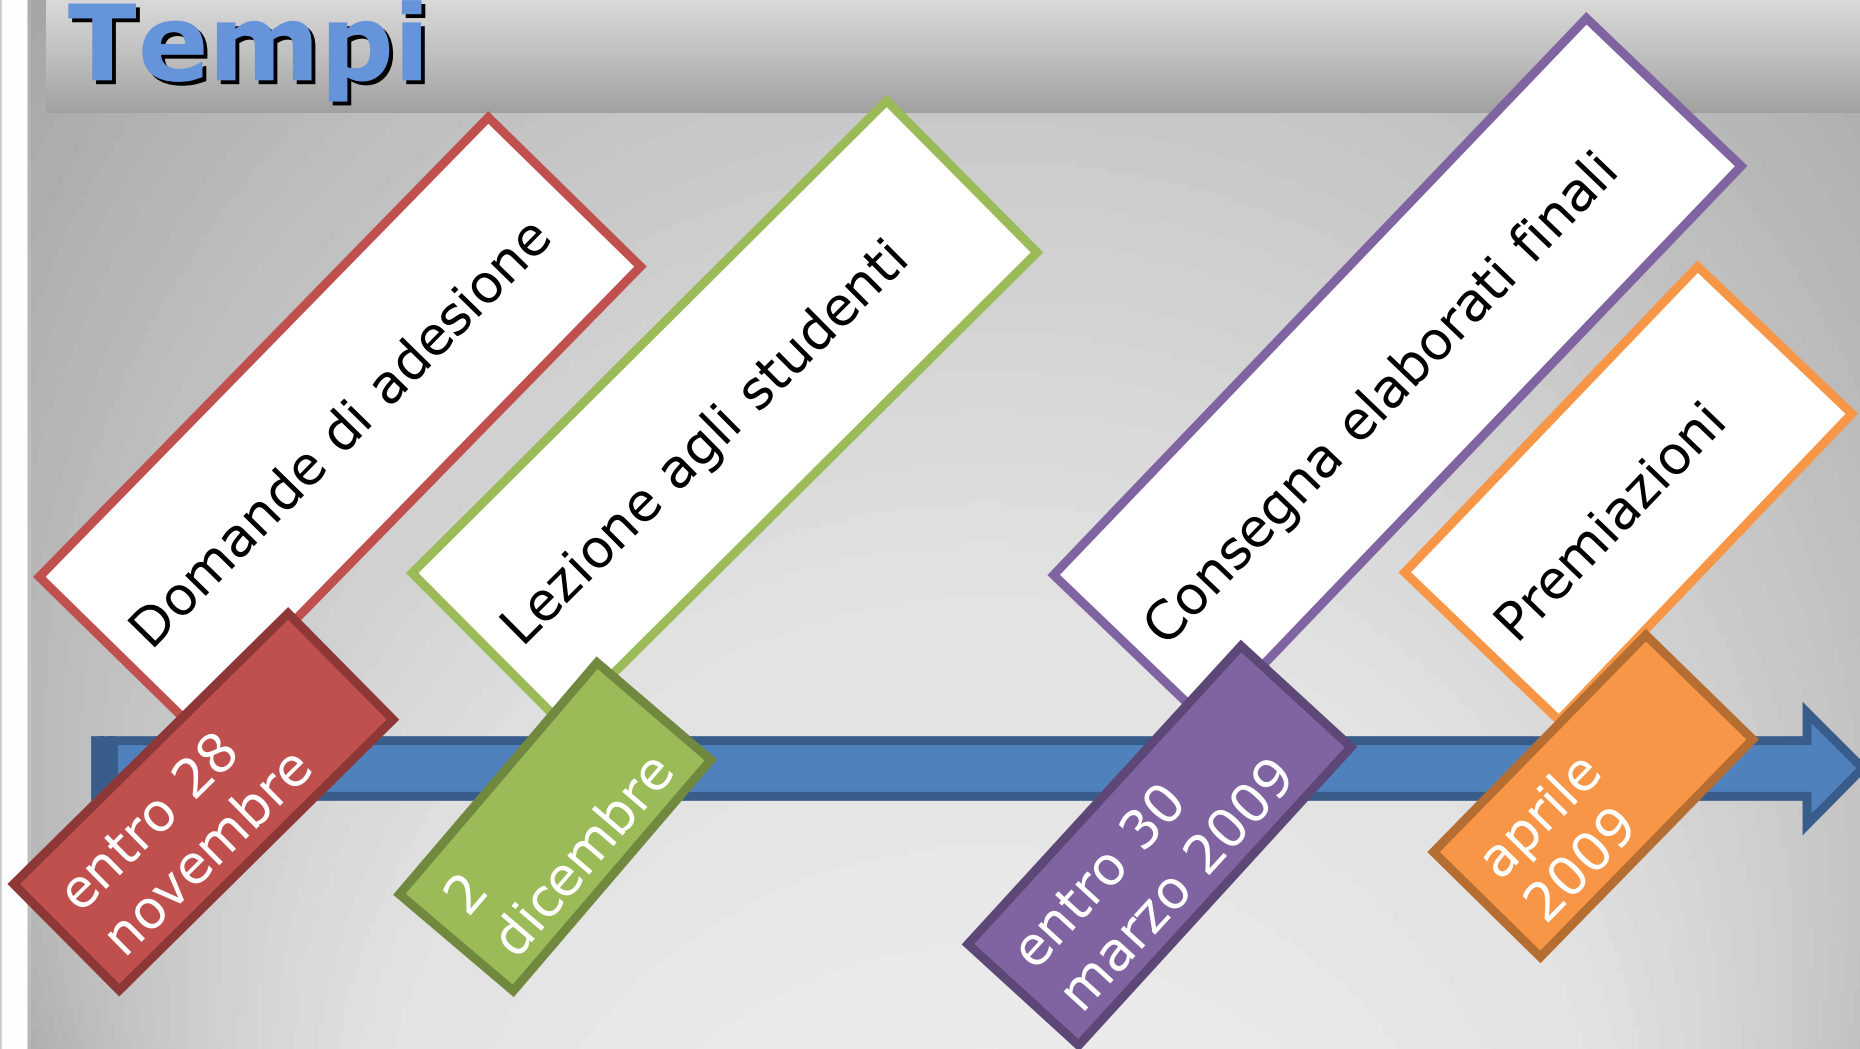 Tempi
Domande di adesione
entro 28
novembre
Lezione agli studenti
2
dicembre
Consegna elaborati finali
entro 30
marzo 2009
Premiazioni
aprile
2009